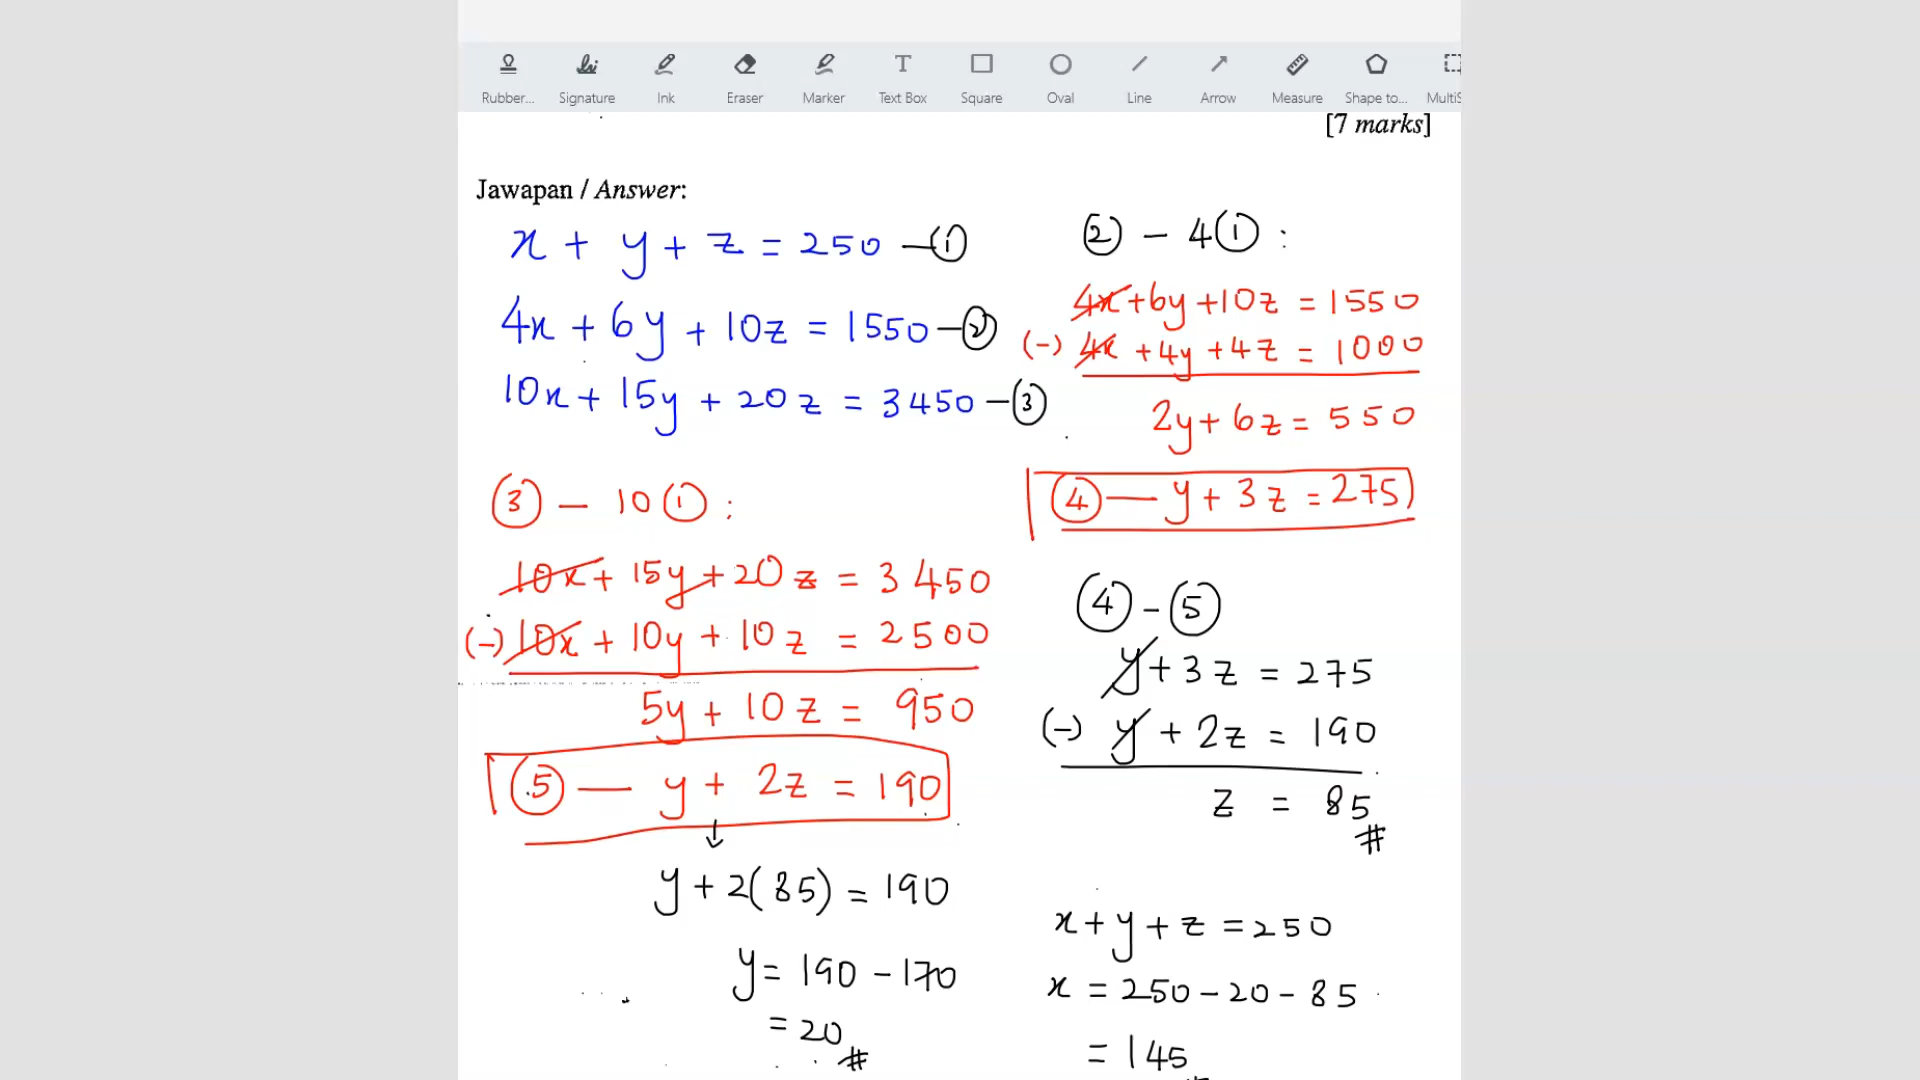 Rubber... Signature Ink Eraser Marker Text Box Square Oval Line Arrow Measure Shape to... MultiS
[7 marks]
Jawapan / Answer:
x + y + z = 250 — ①
4x + 6y + 10z = 1550 — ②
10x + 15y + 20z = 3450 — ③
③ — 10① :
10x + 15y + 20z = 3450
(-) 10x + 10y + 10z = 2500
5y + 10z = 950
⑤ — y + 2z = 190
↓
y + 2(85) = 190
y = 190 - 170
= 20 #
② — 4① :
4x + 6y + 10z = 1550
(-) 4x + 4y + 4z = 1000
2y + 6z = 550
④ — y + 3z = 275
④ - ⑤
y + 3z = 275
(-) y + 2z = 190
z = 85 #
x + y + z = 250
x = 250 - 20 - 85
= 145